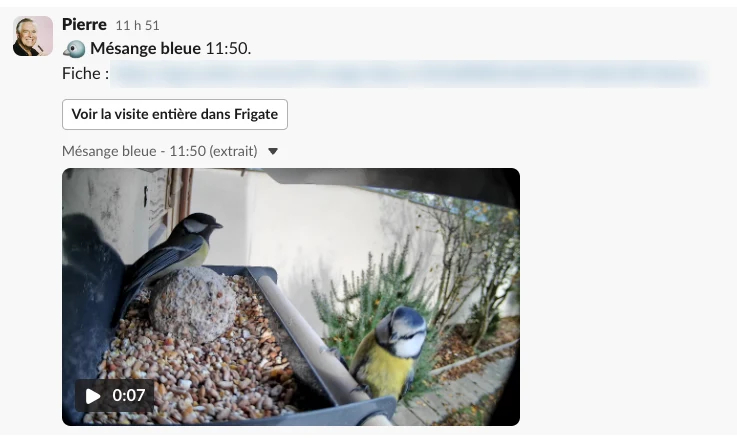 Pierre 11 h 51
Mésange bleue 11:50.
Fiche :
Voir la visite entière dans Frigate
Mésange bleue - 11:50 (extrait)
0:07